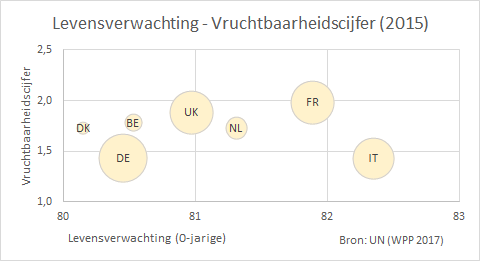 Levensverwachting - Vruchtbaarheidscijfer (2015)
Vruchtbaarheidscijfer
2,5
2,0
1,5
1,0
DK
BE
DE
UK
NL
FR
IT
80
81
82
83
Levensverwachting (0-jarige)
Bron: UN (WPP 2017)